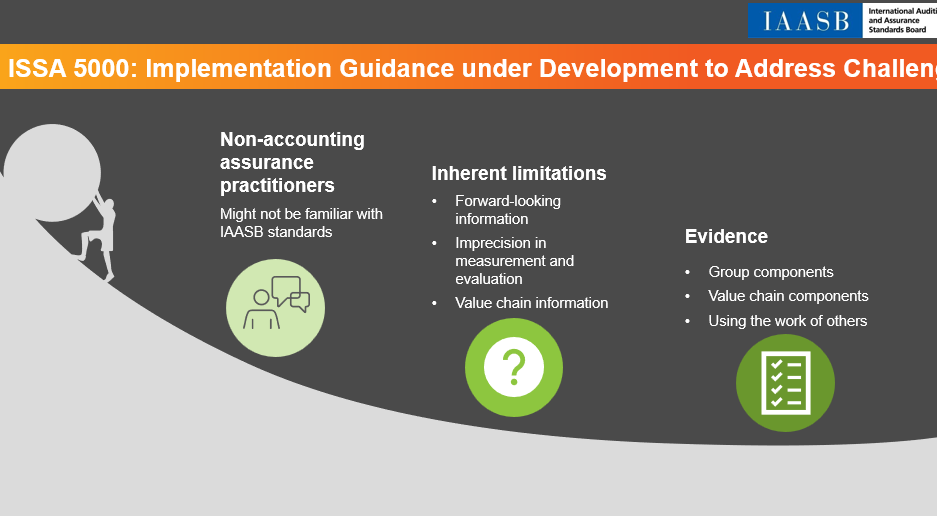 IAASB
International Auditi
and Assurance
Standards Board
ISSA 5000: Implementation Guidance under Development to Address Challeng
Non-accounting
assurance
practitioners
Might not be familiar with
IAASB standards
Inherent limitations
• Forward-looking
information
• Imprecision in
measurement and
evaluation
• Value chain information
?
Evidence
• Group components
• Value chain components
• Using the work of others